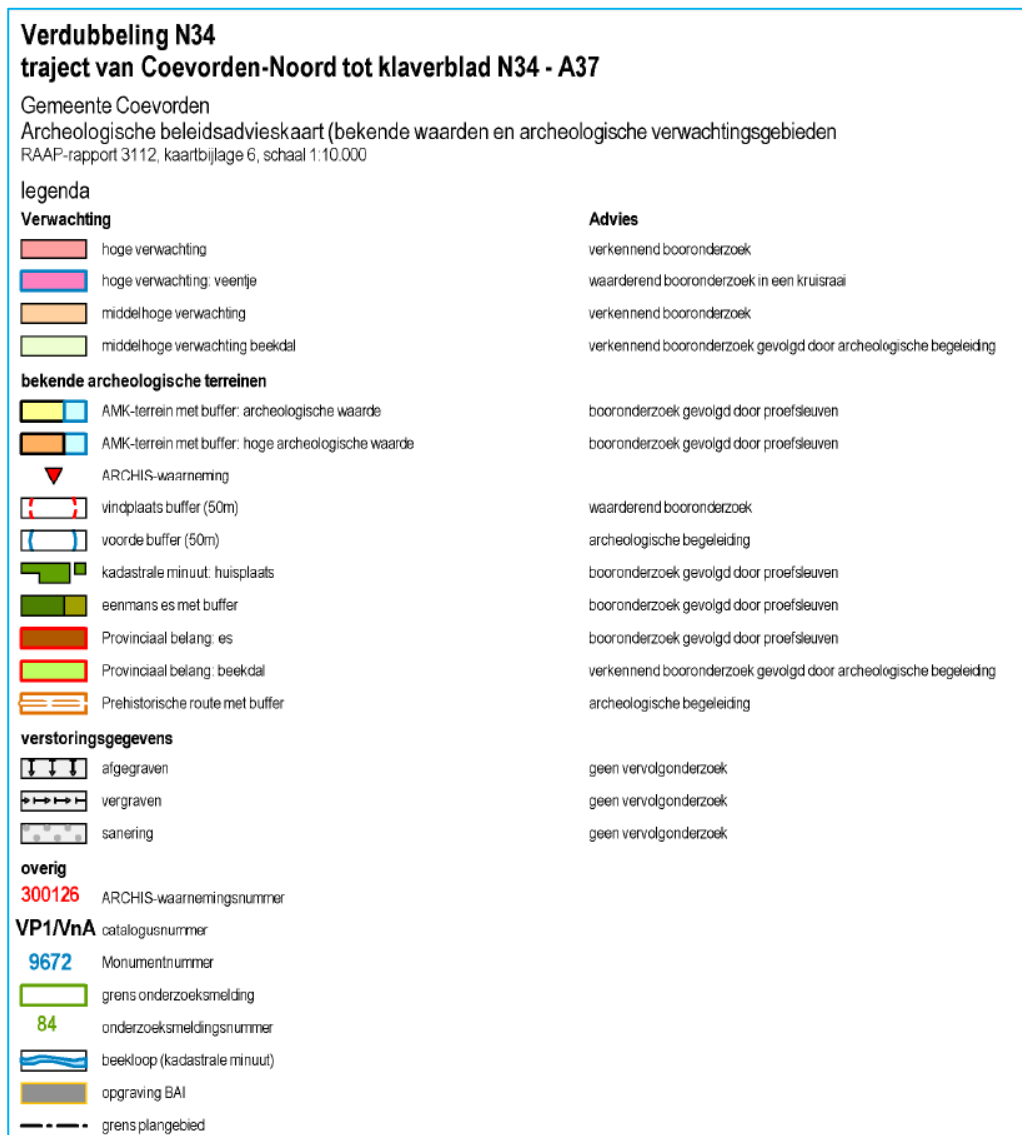 Verdubbeling N34
traject van Coevorden-Noord tot klaverblad N34 - A37
Gemeente Coevorden
Archeologische beleidsadvieskaart (bekende waarden en archeologische verwachtingsgebieden
RAAP-rapport 3112, kaartbijlage 6, schaal 1:10.000
legenda
Verwachting Advies
hoge verwachting verkennend booronderzoek
hoge verwachting: veentje waarderend booronderzoek in een kruisraai
middelhoge verwachting verkennend booronderzoek
middelhoge verwachting beekdal verkennend booronderzoek gevolgd door archeologische begeleiding
bekende archeologische terreinen
AMK-terrein met buffer: archeologische waarde booronderzoek gevolgd door proefsleuven
AMK-terrein met buffer: hoge archeologische waarde booronderzoek gevolgd door proefsleuven
ARCHIS-waarneming
vindplaats buffer (50m) waarderend booronderzoek
voorde buffer (50m) archeologische begeleiding
kadastrale minuut: huisplaats booronderzoek gevolgd door proefsleuven
eenmans es met buffer booronderzoek gevolgd door proefsleuven
Provinciaal belang: es booronderzoek gevolgd door proefsleuven
Provinciaal belang: beekdal verkennend booronderzoek gevolgd door archeologische begeleiding
Prehistorische route met buffer archeologische begeleiding
verstoringsgegevens
afgegraven geen vervolgonderzoek
vergraven geen vervolgonderzoek
sanering geen vervolgonderzoek
overig
300126 ARCHIS-waarnemingsnummer
VP1/VnA catalogusnummer
9672 Monumentnummer
grens onderzoeksmelding
84 onderzoeksmeldingsnummer
beekloop (kadastrale minuut)
opgraving BAI
grens plangebied